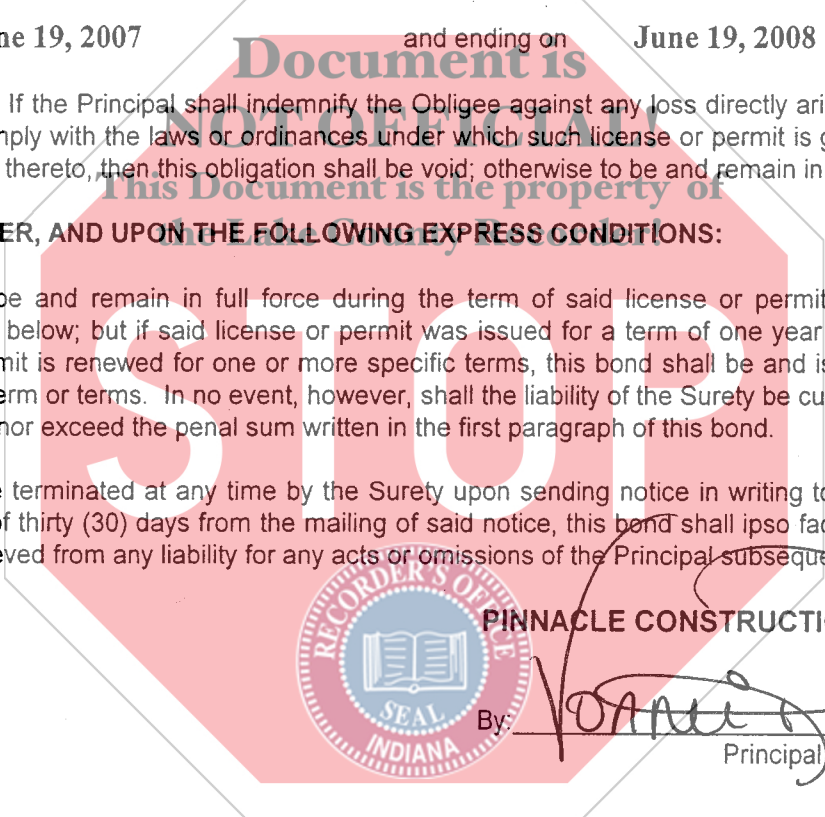 ne 19, 2007 and ending on June 19, 2008
Document is
If the Principal shall indemnify the Obligee against any loss directly ari
NOT OFFICIAL!
mply with the laws or ordinances under which such license or permit is g
thereto, then this obligation shall be void; otherwise to be and remain in
This Document is the property of
the Lake County Recorder!
ER, AND UPON THE FOLLOWING EXPRESS CONDITIONS:
be and remain in full force during the term of said license or permit
below; but if said license or permit was issued for a term of one year
mit is renewed for one or more specific terms, this bond shall be and is
erm or terms. In no event, however, shall the liability of the Surety be cu
nor exceed the penal sum written in the first paragraph of this bond.
STOP
e terminated at any time by the Surety upon sending notice in writing to
of thirty (30) days from the mailing of said notice, this bond shall ipso fac
eved from any liability for any acts or omissions of the Principal subseque
RECORDER'S OFFICE
SEAL
INDIANA
PINNACLE CONSTRUCTI
By:
Principal